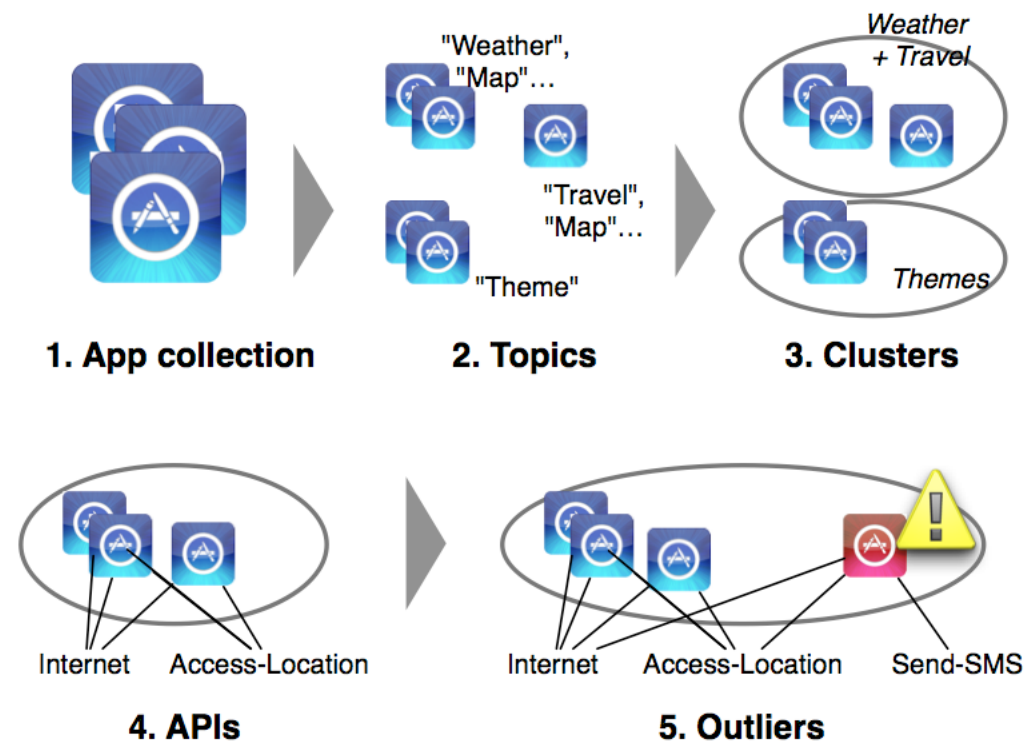 "Weather",
"Map"…
"Travel",
"Map"…
"Theme"
Weather
+ Travel
Themes
1. App collection
2. Topics
3. Clusters
Internet
Access-Location
Internet
Access-Location
Send-SMS
4. APIs
5. Outliers